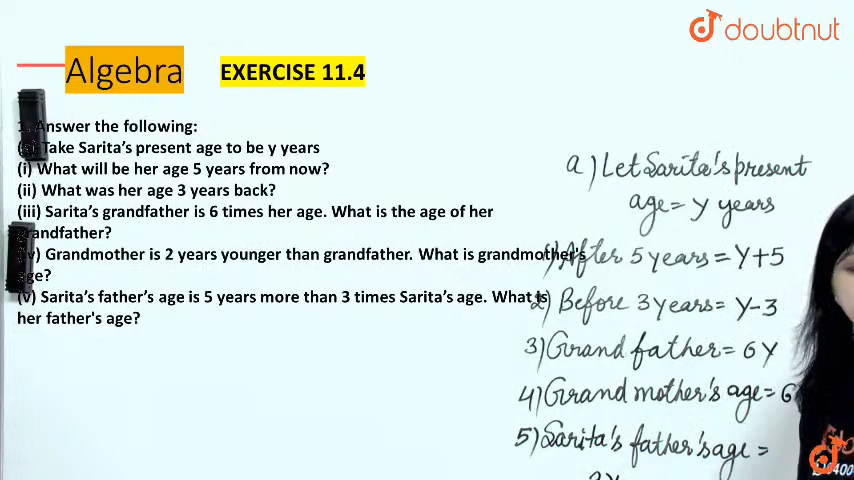 doubtnut
Algebra
EXERCISE 11.4
1. Answer the following:
(a) Take Sarita's present age to be y years
(i) What will be her age 5 years from now?
(ii) What was her age 3 years back?
(iii) Sarita's grandfather is 6 times her age. What is the age of her
grandfather?
(iv) Grandmother is 2 years younger than grandfather. What is grandmother's
age?
(v) Sarita's father's age is 5 years more than 3 times Sarita's age. What is
her father's age?
a) Let Sarita's present
age = y years
1) After 5 years = Y+5
2) Before 3 years = Y-3
3) Grand father = 6Y
4) Grand mother's age = 6
5) Sarita's father's age =